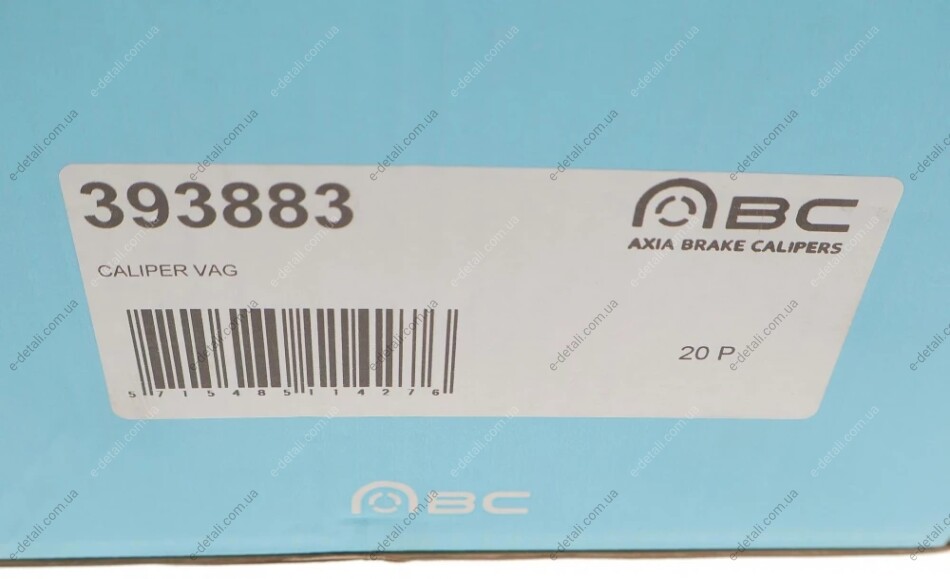 393883
ABC
AXIA BRAKE CALIPERS
CALIPER VAG
20 P
5715485114276
ABC
e-detali.com.ua